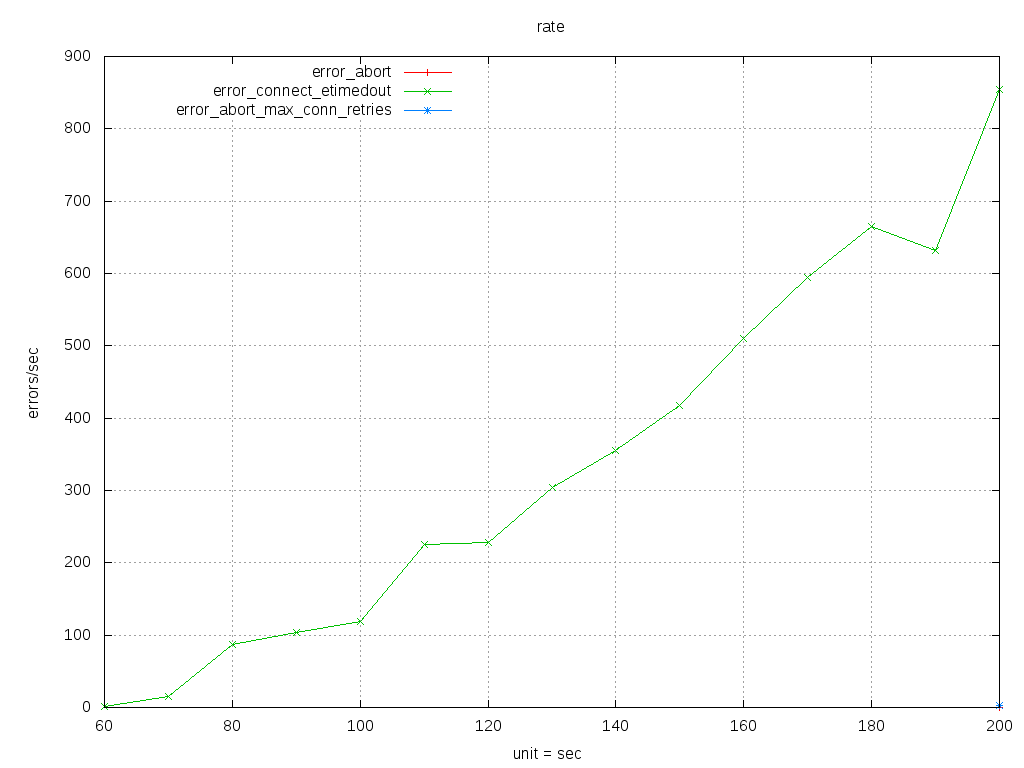 rate
error_abort
error_connect_etimedout
error_abort_max_conn_retries
900
800
700
600
500
400
300
200
100
0
errors/sec
60 80 100 120 140 160 180 200
unit = sec